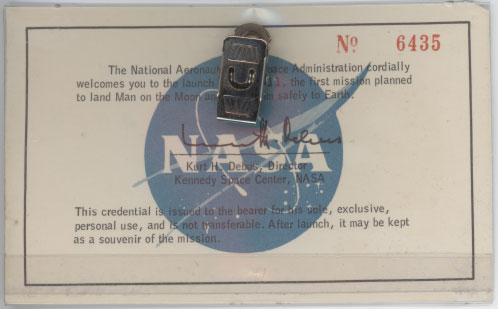 Nº 6435
The National Aeronau ace Administration cordially
welcomes you to the launch 11, the first mission planned
to land Man on the Moon and safely to Earth.
NASA
Kurt H. Debus, Director
Kennedy Space Center, NASA
This credential is issued to the bearer for his sole, exclusive,
personal use, and is not transferable. After launch, it may be kept
as a souvenir of the mission.